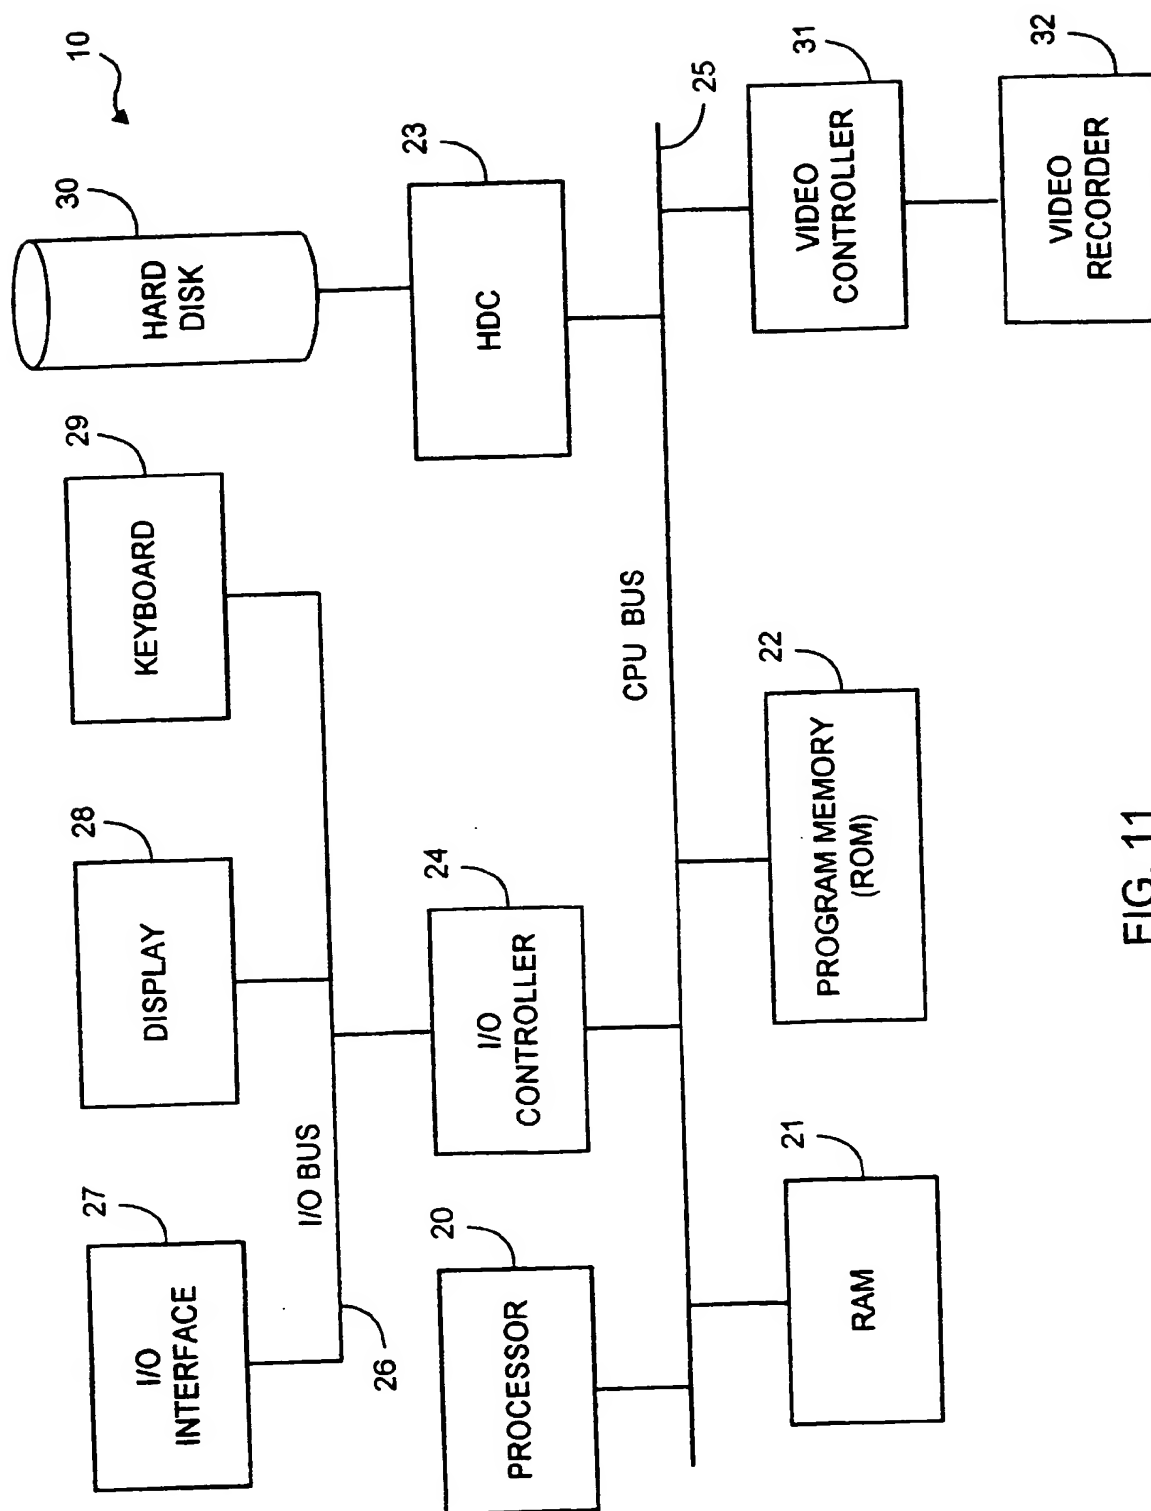 10
27
I/O
INTERFACE
28
DISPLAY
29
KEYBOARD
30
HARD
DISK
I/O BUS
26
20
PROCESSOR
24
I/O
CONTROLLER
23
HDC
CPU BUS
25
21
RAM
22
PROGRAM MEMORY
(ROM)
31
VIDEO
CONTROLLER
32
VIDEO
RECORDER
FIG. 11